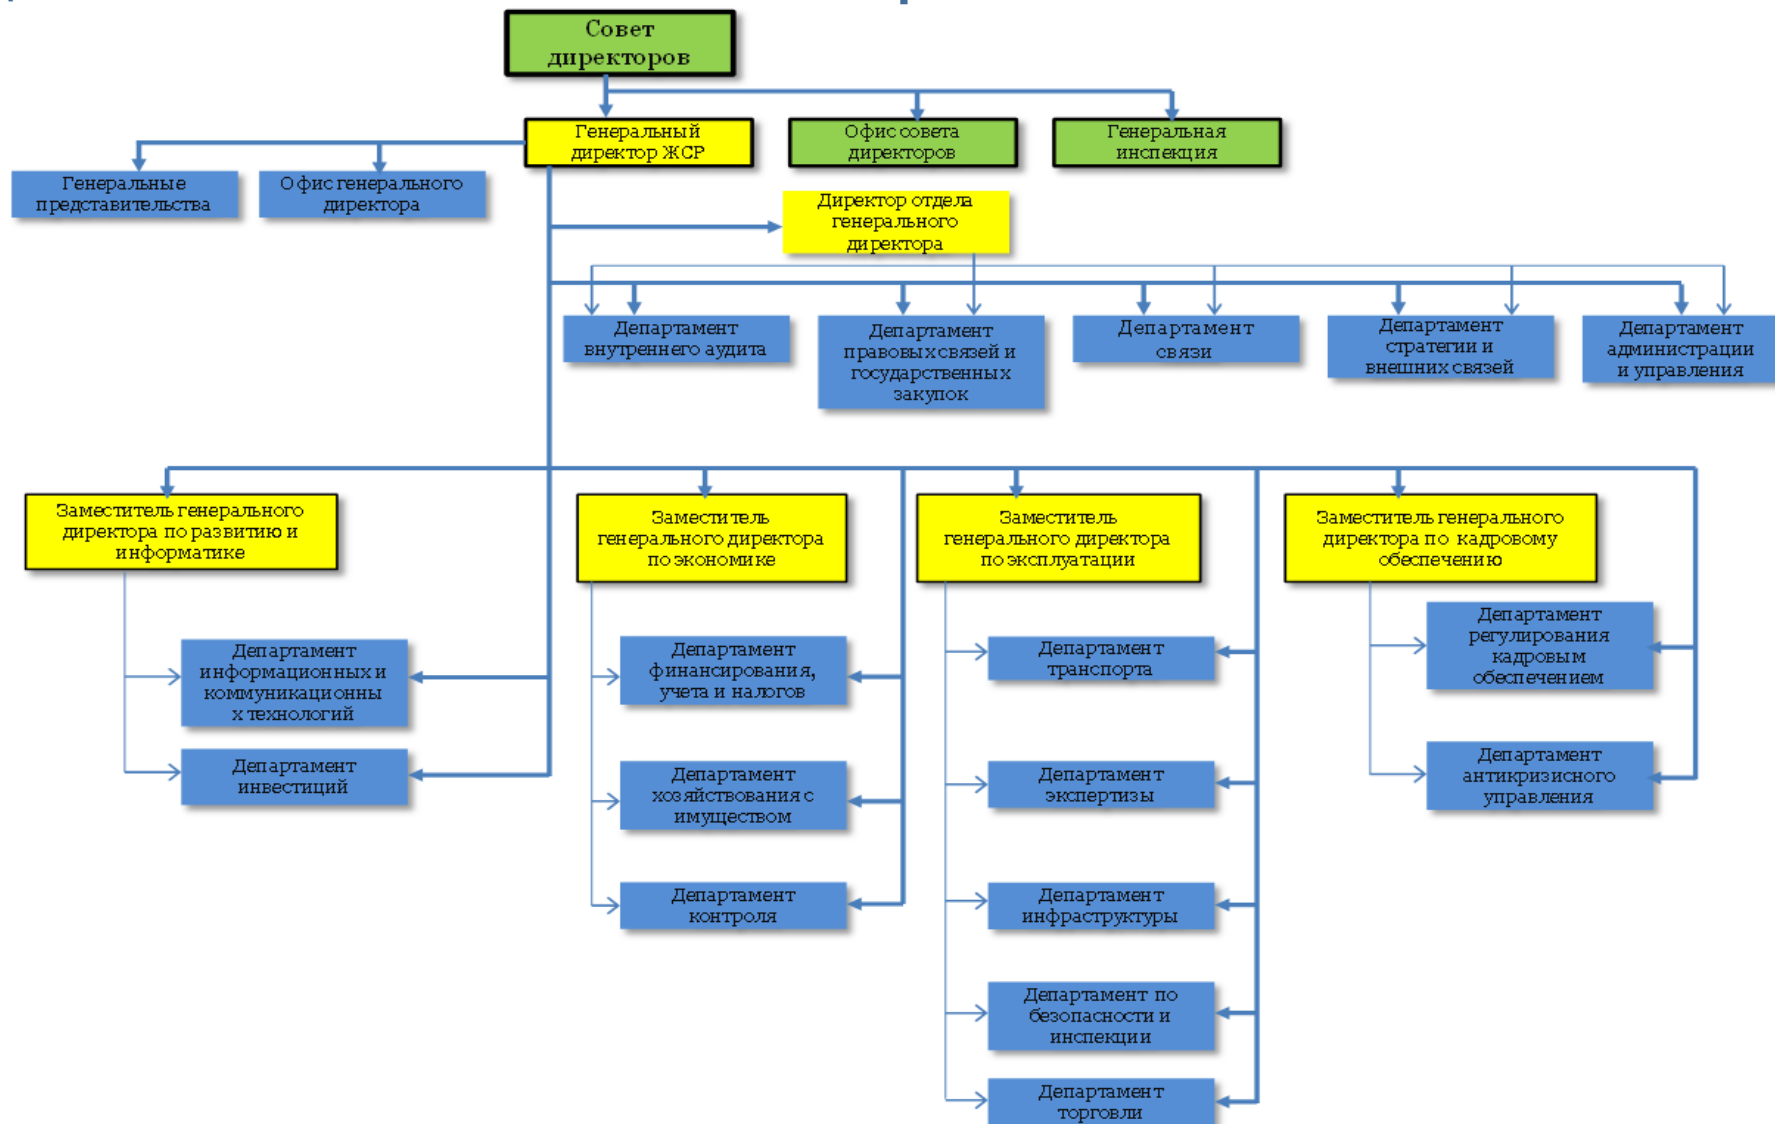 Совет
директоров
Генеральный
директор ЖСР
Офис совета
директоров
Генеральная
инспекция
Генеральные
представительства
Офис генерального
директора
Директор отдела
генерального
директора
Департамент
внутреннего аудита
Департамент
правовых связей и
государственных
закупок
Департамент
связи
Департамент
стратегии и
внешних связей
Департамент
администрации
и управления
Заместитель генерального
директора по развитию и
информатике
Заместитель
генерального директора
по экономике
Заместитель
генерального директора
по эксплуатации
Заместитель генерального
директора по кадровому
обеспечению
Департамент
информационных и
коммуникационны
х технологий
Департамент
инвестиций
Департамент
финансирования,
учета и налогов
Департамент
хозяйствования с
имуществом
Департамент
контроля
Департамент
транспорта
Департамент
экспертизы
Департамент
инфраструктуры
Департамент по
безопасности и
инспекции
Департамент
торговли
Департамент
регулирования
кадровым
обеспечением
Департамент
антикризисного
управления